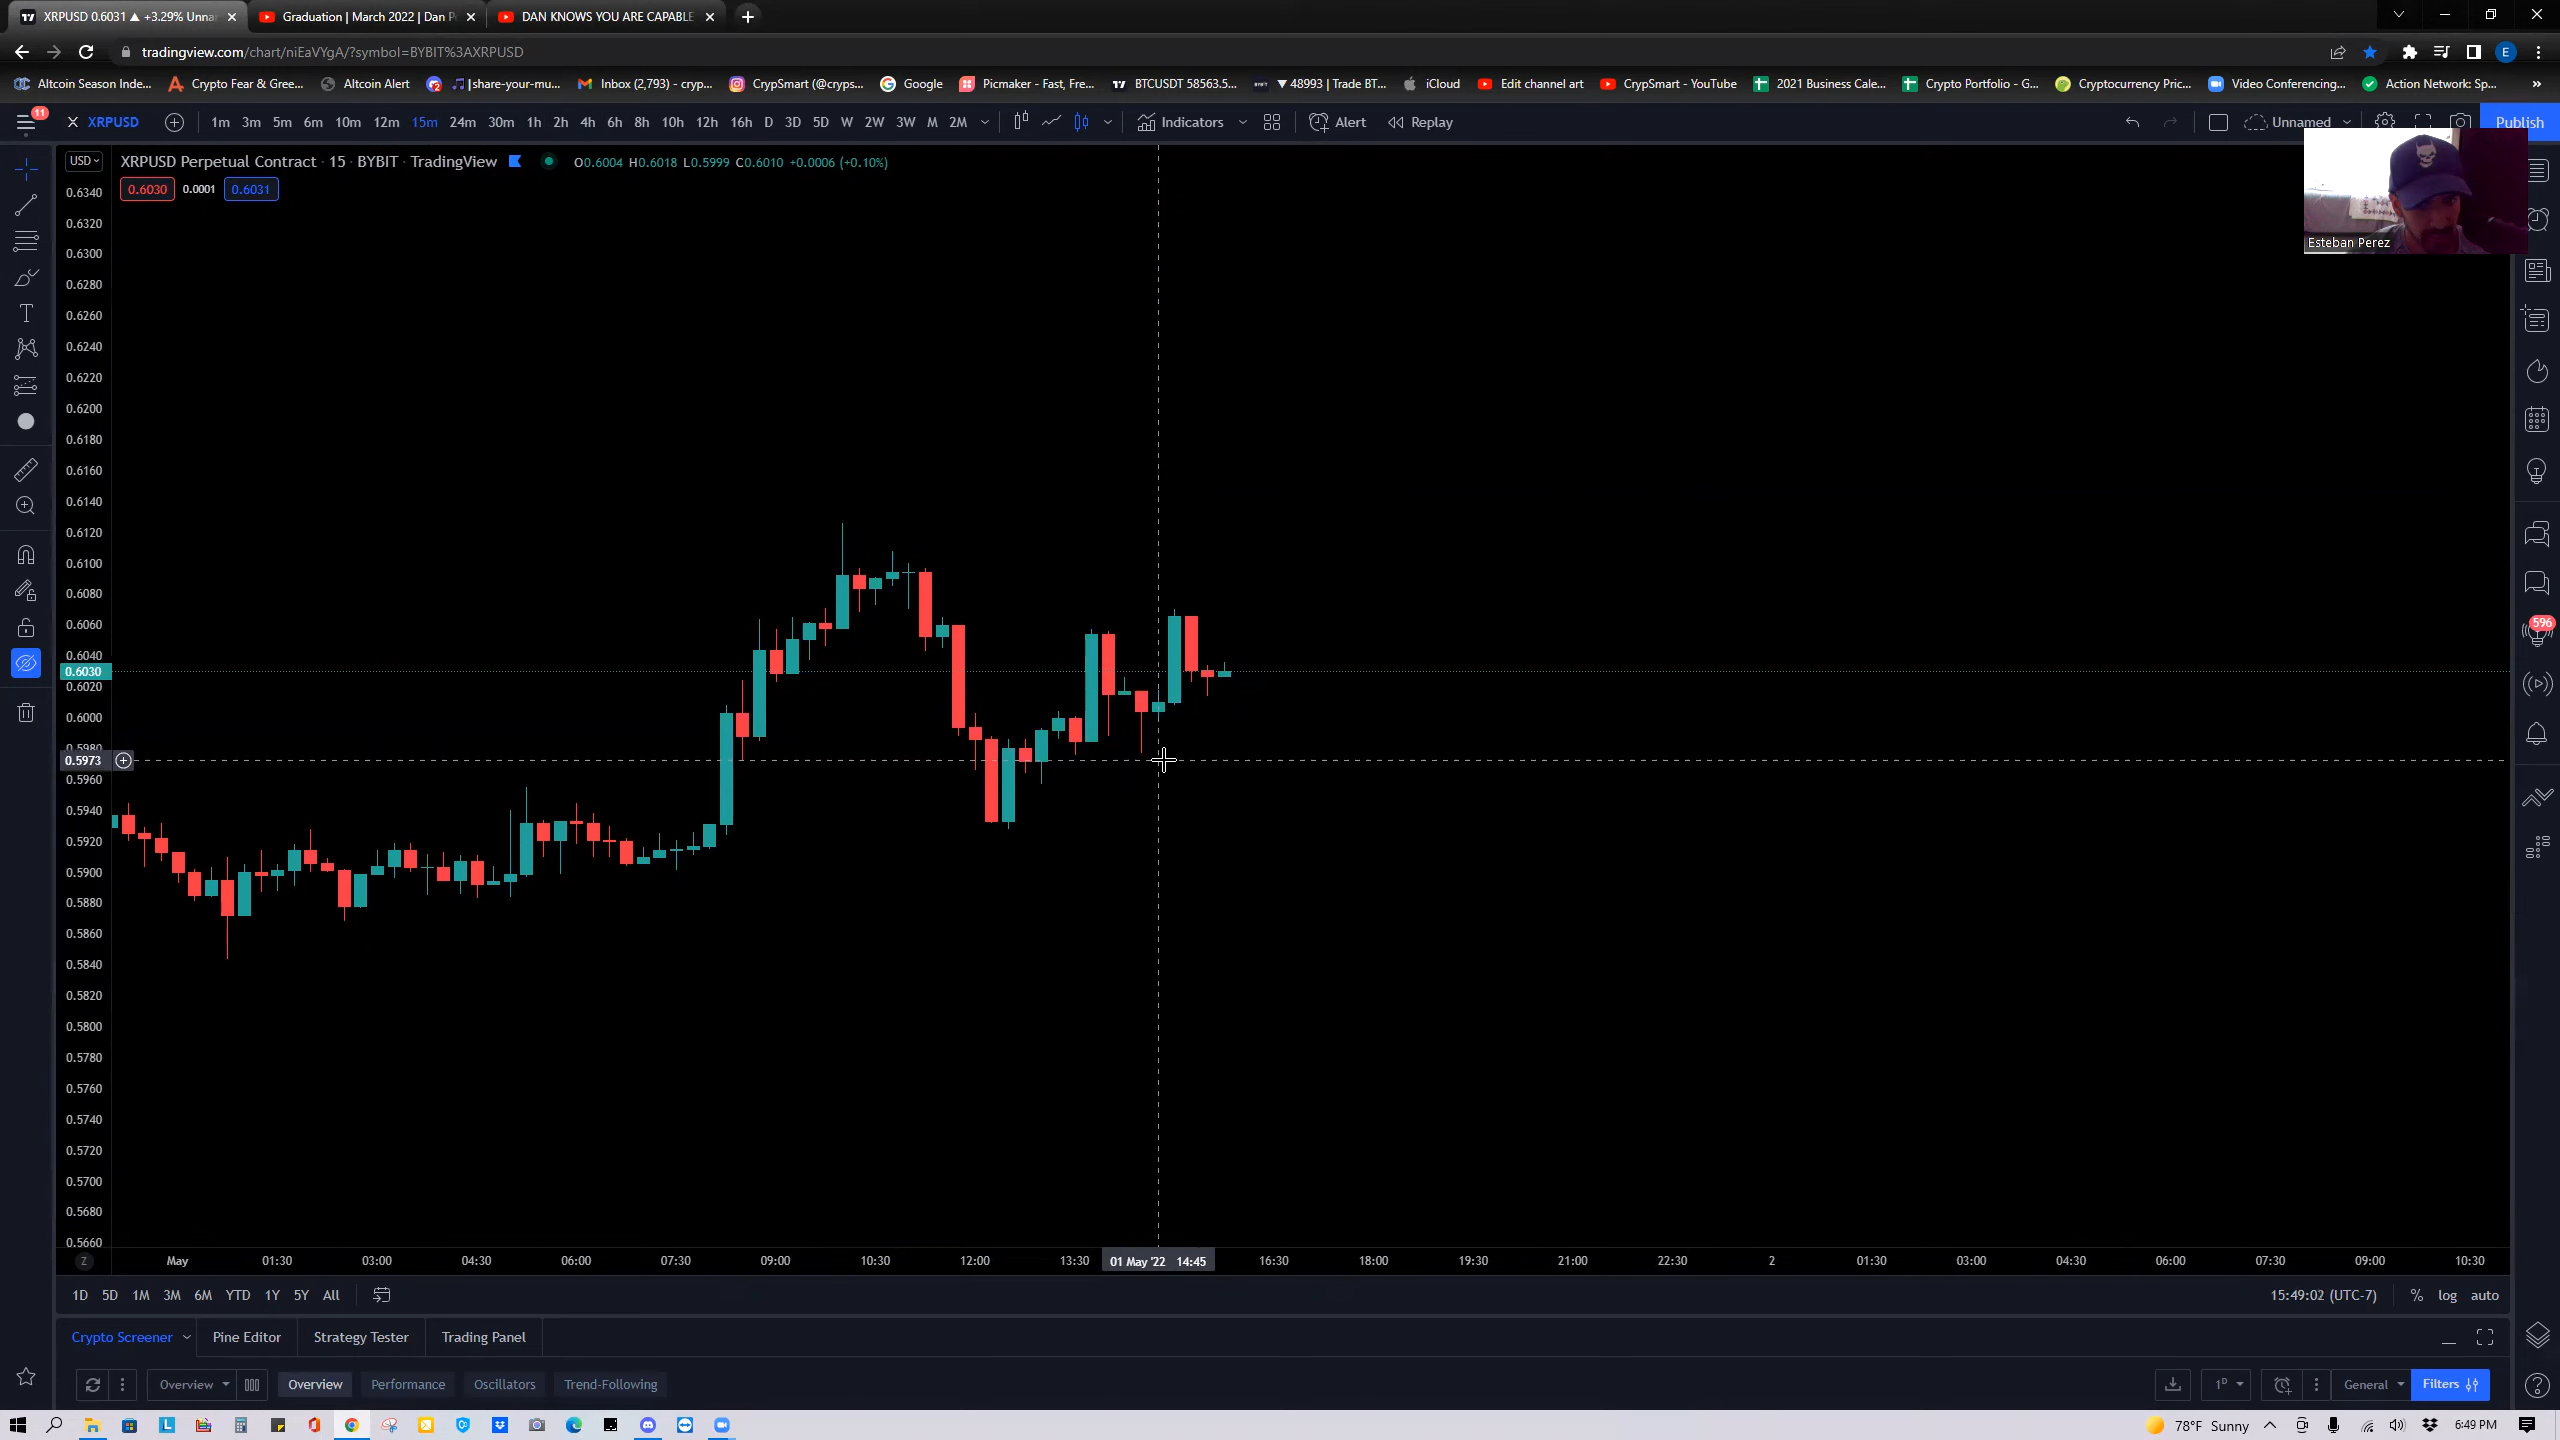 XRPUSD 0.6031 ▲ +3.29% Unna
Graduation | March 2022 | Dan P
DAN KNOWS YOU ARE CAPABLE
tradingview.com/chart/niEaVYgA/?symbol=BYBIT%3AXRPUSD
E
Altcoin Season Inde...
Crypto Fear & Gree...
Altcoin Alert
2
|share-your-mu...
Inbox (2,793) - cryp...
CrypSmart (@cryps...
Google
Picmaker - Fast, Fre...
BTCUSDT 58563.5...
▼ 48993 | Trade BT...
iCloud
Edit channel art
CrypSmart - YouTube
2021 Business Cale...
Crypto Portfolio - G...
Cryptocurrency Pric...
Video Conferencing...
Action Network: Sp...
»
11
XRPUSD
1m 3m 5m 6m 10m 12m 15m 24m 30m 1h 2h 4h 6h 8h 10h 12h 16h D 3D 5D W 2W 3W M 2M
Indicators
Alert
Replay
Unnamed
Publish
USD
XRPUSD Perpetual Contract · 15 · BYBIT · TradingView
O0.6004 H0.6018 L0.5999 C0.6010 +0.0006 (+0.10%)
0.6030 0.0001 0.6031
Esteban Perez
0.6340
0.6320
0.6300
0.6280
0.6260
0.6240
0.6220
0.6200
0.6180
0.6160
0.6140
0.6120
0.6100
0.6080
0.6060
0.6040
0.6030
0.6020
0.6000
0.5980
0.5973
0.5960
0.5940
0.5920
0.5900
0.5880
0.5860
0.5840
0.5820
0.5800
0.5780
0.5760
0.5740
0.5720
0.5700
0.5680
0.5660
596
Z
May 01:30 03:00 04:30 06:00 07:30 09:00 10:30 12:00 13:30 01 May '22 14:45 16:30 18:00 19:30 21:00 22:30 2 01:30 03:00 04:30 06:00 07:30 09:00 10:30
1D 5D 1M 3M 6M YTD 1Y 5Y All
15:49:02 (UTC-7) % log auto
Crypto Screener
Pine Editor
Strategy Tester
Trading Panel
Overview
Overview
Performance
Oscillators
Trend-Following
1D
General
Filters
78°F Sunny
6:49 PM